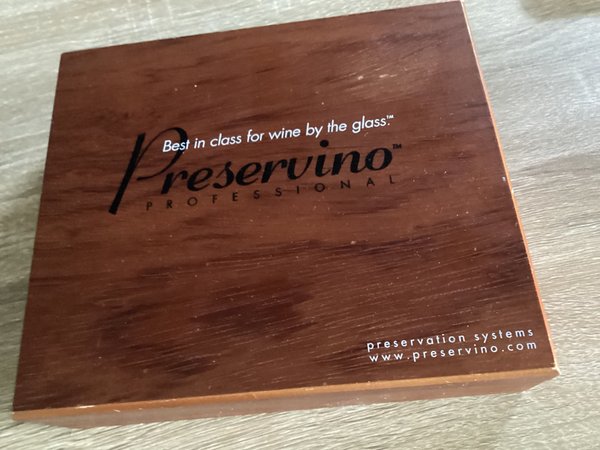 Best in class for wine by the glass.™
Preservino™
PROFESSIONAL
preservation systems
www.preservino.com